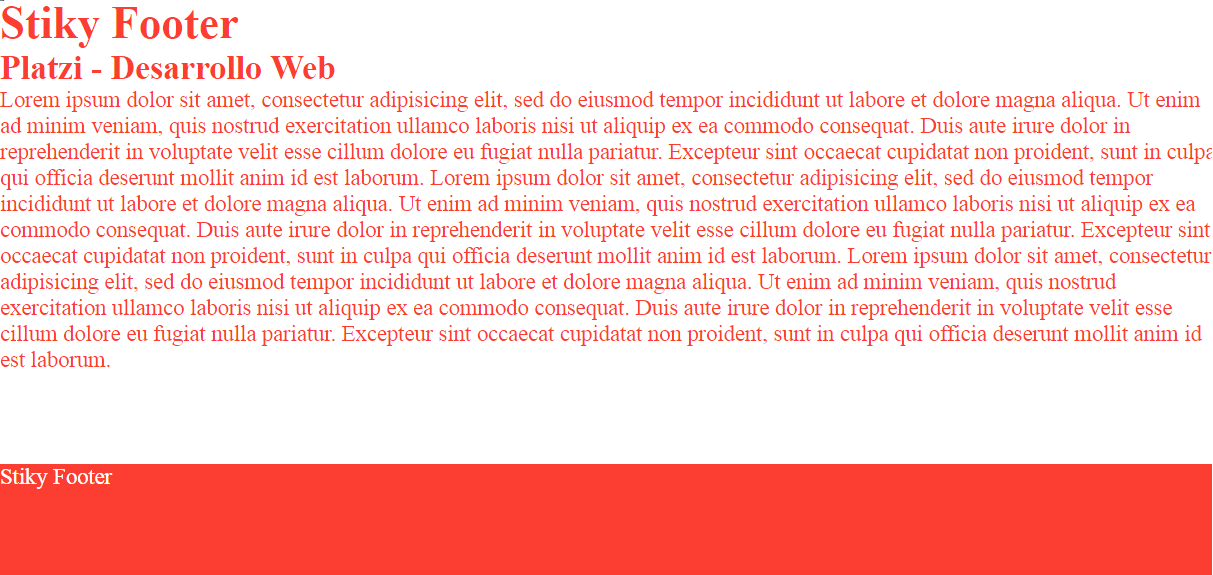 Stiky Footer
Platzi - Desarrollo Web
Lorem ipsum dolor sit amet, consectetur adipisicing elit, sed do eiusmod tempor incididunt ut labore et dolore magna aliqua. Ut enim
ad minim veniam, quis nostrud exercitation ullamco laboris nisi ut aliquip ex ea commodo consequat. Duis aute irure dolor in
reprehenderit in voluptate velit esse cillum dolore eu fugiat nulla pariatur. Excepteur sint occaecat cupidatat non proident, sunt in culpa
qui officia deserunt mollit anim id est laborum. Lorem ipsum dolor sit amet, consectetur adipisicing elit, sed do eiusmod tempor
incididunt ut labore et dolore magna aliqua. Ut enim ad minim veniam, quis nostrud exercitation ullamco laboris nisi ut aliquip ex ea
commodo consequat. Duis aute irure dolor in reprehenderit in voluptate velit esse cillum dolore eu fugiat nulla pariatur. Excepteur sint
occaecat cupidatat non proident, sunt in culpa qui officia deserunt mollit anim id est laborum. Lorem ipsum dolor sit amet, consectetur
adipisicing elit, sed do eiusmod tempor incididunt ut labore et dolore magna aliqua. Ut enim ad minim veniam, quis nostrud
exercitation ullamco laboris nisi ut aliquip ex ea commodo consequat. Duis aute irure dolor in reprehenderit in voluptate velit esse
cillum dolore eu fugiat nulla pariatur. Excepteur sint occaecat cupidatat non proident, sunt in culpa qui officia deserunt mollit anim id
est laborum.
Stiky Footer